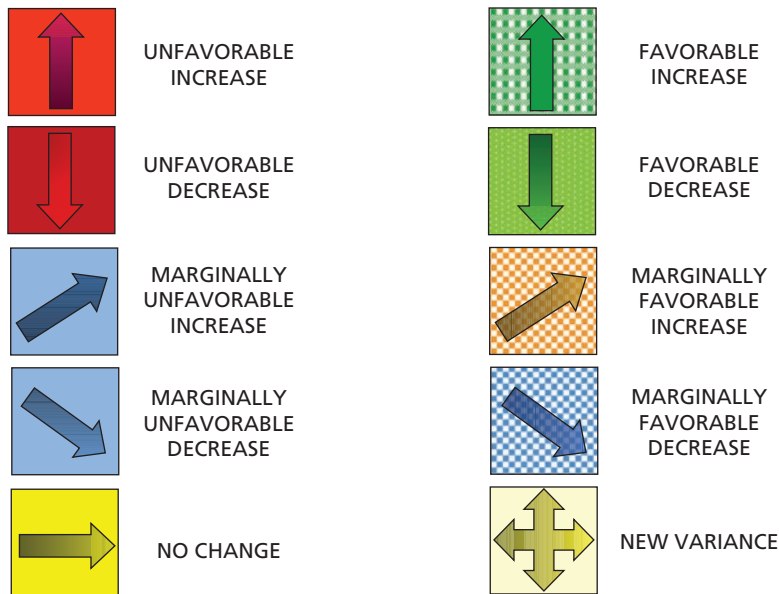 UNFAVORABLE
INCREASE
FAVORABLE
INCREASE
UNFAVORABLE
DECREASE
FAVORABLE
DECREASE
MARGINALLY
UNFAVORABLE
INCREASE
MARGINALLY
FAVORABLE
INCREASE
MARGINALLY
UNFAVORABLE
DECREASE
MARGINALLY
FAVORABLE
DECREASE
NO CHANGE
NEW VARIANCE